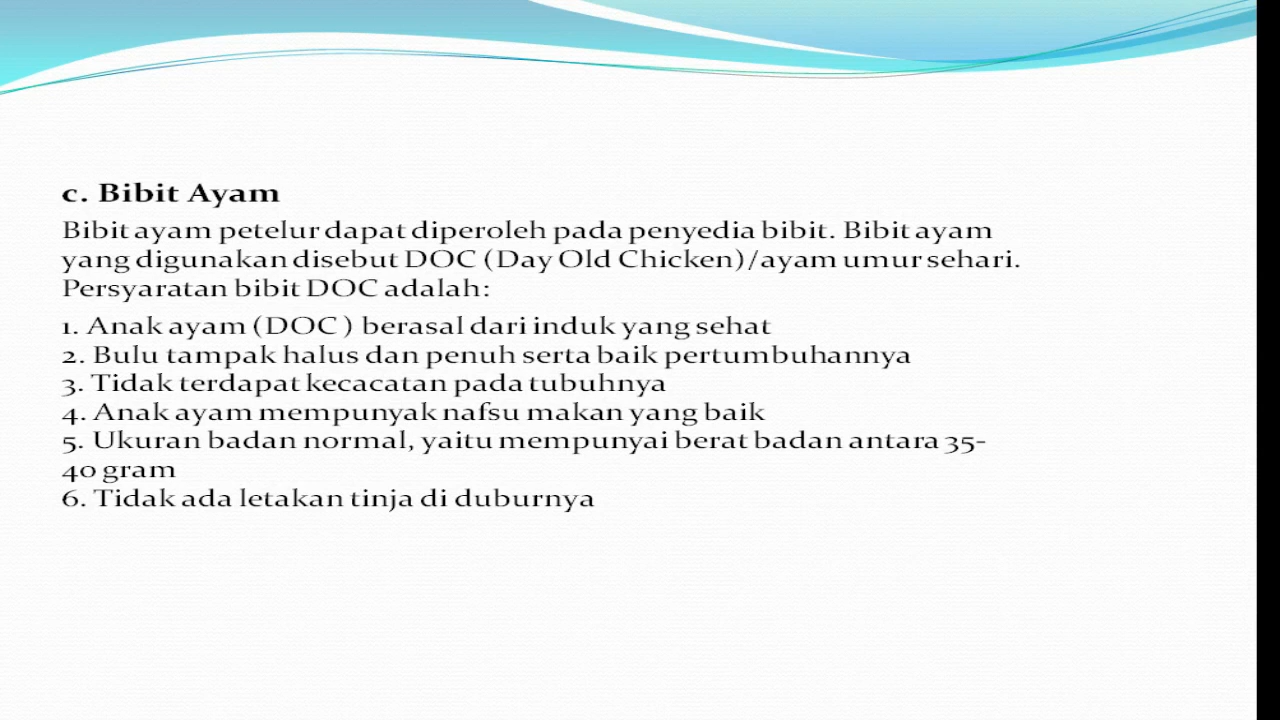 c. Bibit Ayam
Bibit ayam petelur dapat diperoleh pada penyedia bibit. Bibit ayam
yang digunakan disebut DOC (Day Old Chicken)/ayam umur sehari.
Persyaratan bibit DOC adalah:
1. Anak ayam (DOC ) berasal dari induk yang sehat
2. Bulu tampak halus dan penuh serta baik pertumbuhannya
3. Tidak terdapat kecacatan pada tubuhnya
4. Anak ayam mempunyak nafsu makan yang baik
5. Ukuran badan normal, yaitu mempunyai berat badan antara 35-
40 gram
6. Tidak ada letakan tinja di duburnya